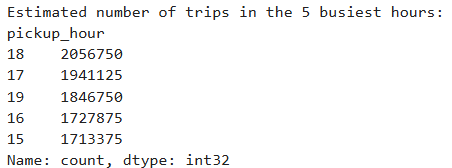 Estimated number of trips in the 5 busiest hours:
pickup_hour
18    2056750
17    1941125
19    1846750
16    1727875
15    1713375
Name: count, dtype: int32